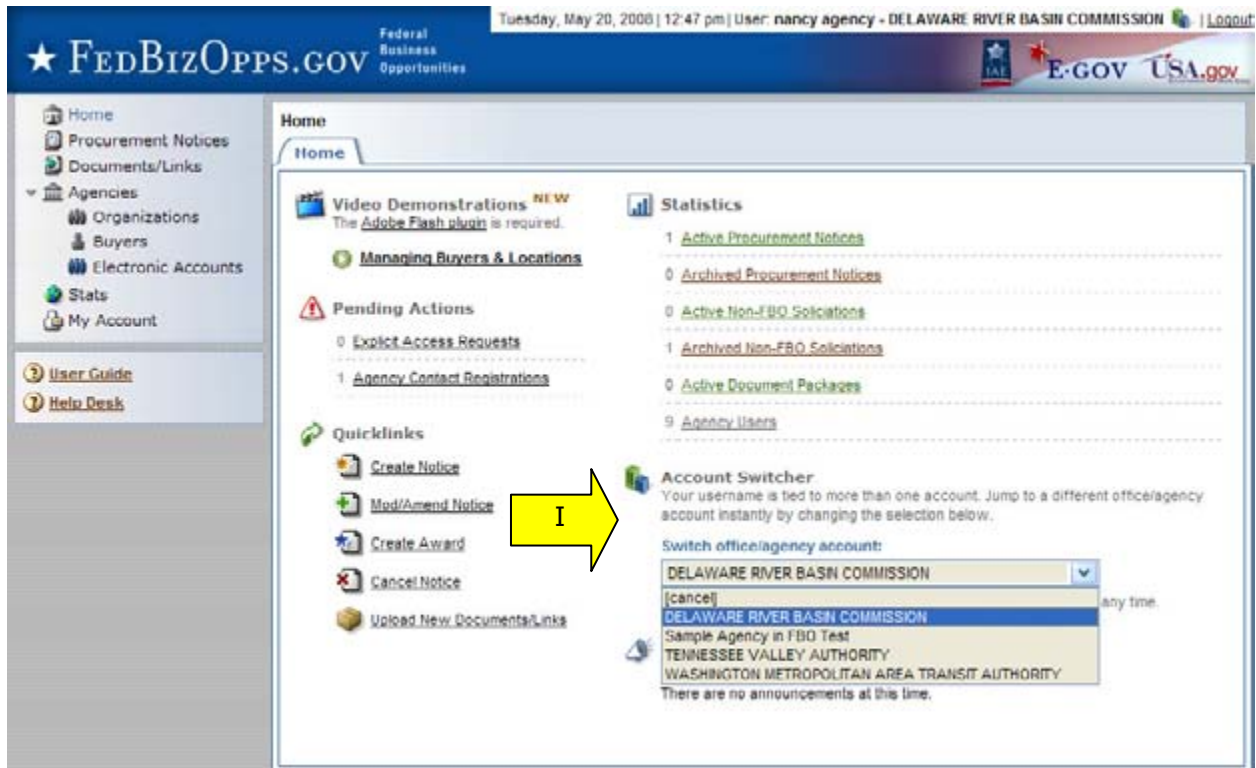 Tuesday, May 20, 2008 | 12:47 pm | User: nancy agency - DELAWARE RIVER BASIN COMMISSION | Logout
★ FEDBIZOPPS.GOV
Federal
Business
Opportunities
IAE
E-GOV
USA.gov
Home
Procurement Notices
Documents/Links
Agencies
Organizations
Buyers
Electronic Accounts
Stats
My Account
User Guide
Help Desk
Home
Home
Video Demonstrations NEW
The Adobe Flash plugin is required.
Managing Buyers & Locations
Pending Actions
0 Explict Access Requests
1 Agency Contact Registrations
Quicklinks
Create Notice
Mod/Amend Notice
Create Award
Cancel Notice
Upload New Documents/Links
I
Statistics
1 Active Procurement Notices
0 Archived Procurement Notices
0 Active Non-FBO Soliciations
1 Archived Non-FBO Soliciations
0 Active Document Packages
9 Agency Users
Account Switcher
Your username is tied to more than one account. Jump to a different office/agency
account instantly by changing the selection below.
Switch office/agency account:
DELAWARE RIVER BASIN COMMISSION
[cancel]
DELAWARE RIVER BASIN COMMISSION
Sample Agency in FBO Test
TENNESSEE VALLEY AUTHORITY
WASHINGTON METROPOLITAN AREA TRANSIT AUTHORITY
any time.
There are no announcements at this time.